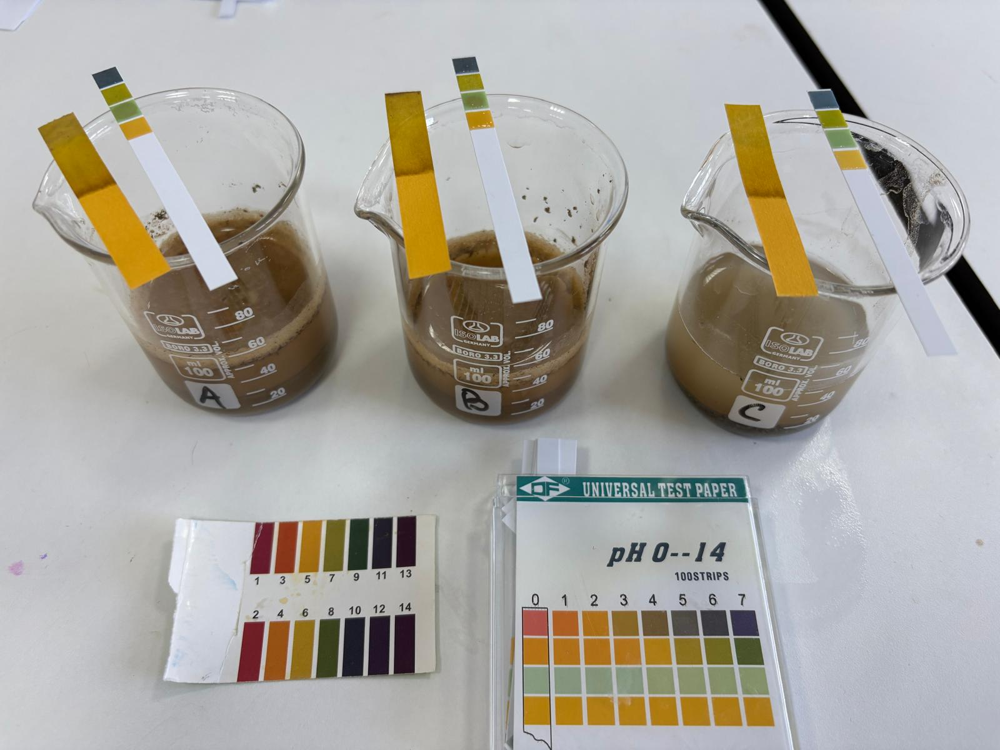 ISOLAB
GERMANY
BORO 3.3
ml
100
APPROX. VOL.
80
60
40
20
A
ISOLAB
GERMANY
BORO 3.3
ml
100
APPROX. VOL.
80
60
40
20
B
ISOLAB
GERMANY
BORO 3.3
ml
100
APPROX. VOL.
80
60
40
20
C
1 3 5 7 9 11 13
2 4 6 8 10 12 14
DF® UNIVERSAL TEST PAPER
pH 0--14
100STRIPS
0 1 2 3 4 5 6 7